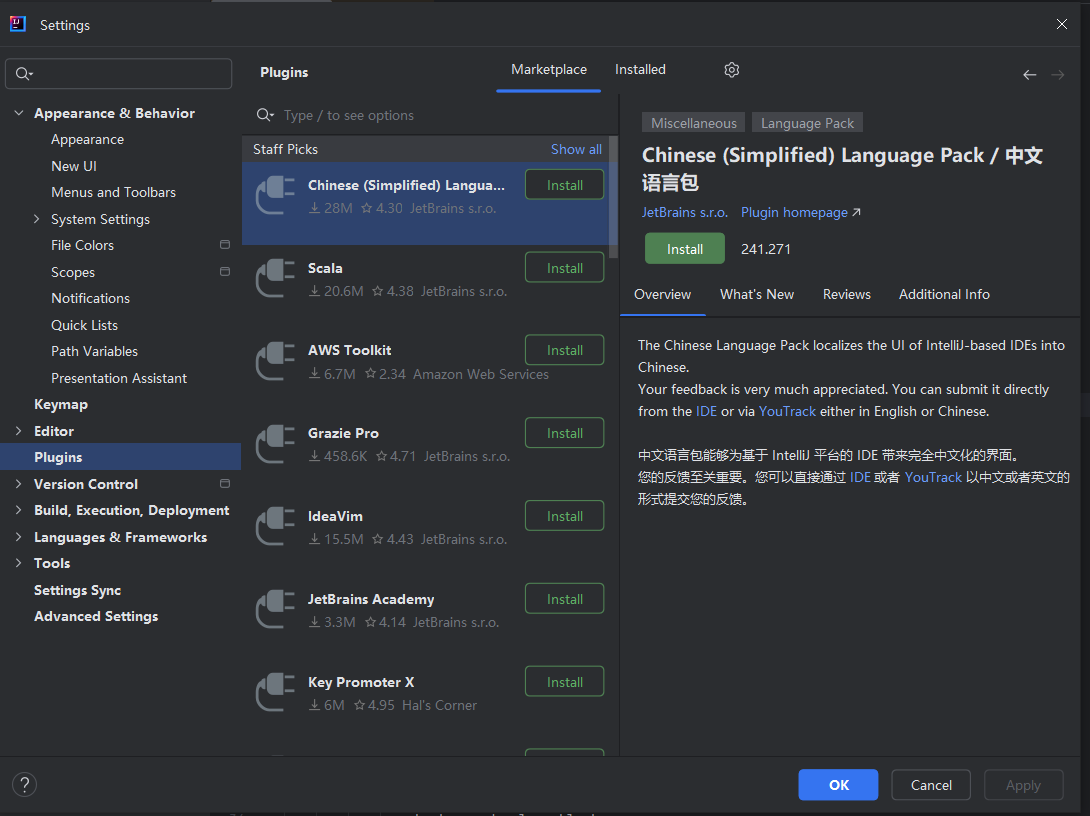 Settings
Plugins
Marketplace
Installed
Type / to see options
Appearance & Behavior
Appearance
New UI
Menus and Toolbars
System Settings
File Colors
Scopes
Notifications
Quick Lists
Path Variables
Presentation Assistant
Keymap
Editor
Plugins
Version Control
Build, Execution, Deployment
Languages & Frameworks
Tools
Settings Sync
Advanced Settings
Staff Picks
Show all
Chinese (Simplified) Langua...
Install
28M 4.30 JetBrains s.r.o.
Scala
Install
20.6M 4.38 JetBrains s.r.o.
AWS Toolkit
Install
6.7M 2.34 Amazon Web Services
Grazie Pro
Install
458.6K 4.71 JetBrains s.r.o.
IdeaVim
Install
15.5M 4.43 JetBrains s.r.o.
JetBrains Academy
Install
3.3M 4.14 JetBrains s.r.o.
Key Promoter X
Install
6M 4.95 Hal's Corner
Miscellaneous
Language Pack
Chinese (Simplified) Language Pack / 中文
语言包
JetBrains s.r.o. Plugin homepage ↗
Install
241.271
Overview
What's New
Reviews
Additional Info
The Chinese Language Pack localizes the UI of IntelliJ-based IDEs into
Chinese.
Your feedback is very much appreciated. You can submit it directly
from the IDE or via YouTrack either in English or Chinese.
中文语言包能够为基于 IntelliJ 平台的 IDE 带来完全中文化的界面。
您的反馈至关重要。您可以直接通过 IDE 或者 YouTrack 以中文或者英文的
形式提交您的反馈。
?
OK
Cancel
Apply